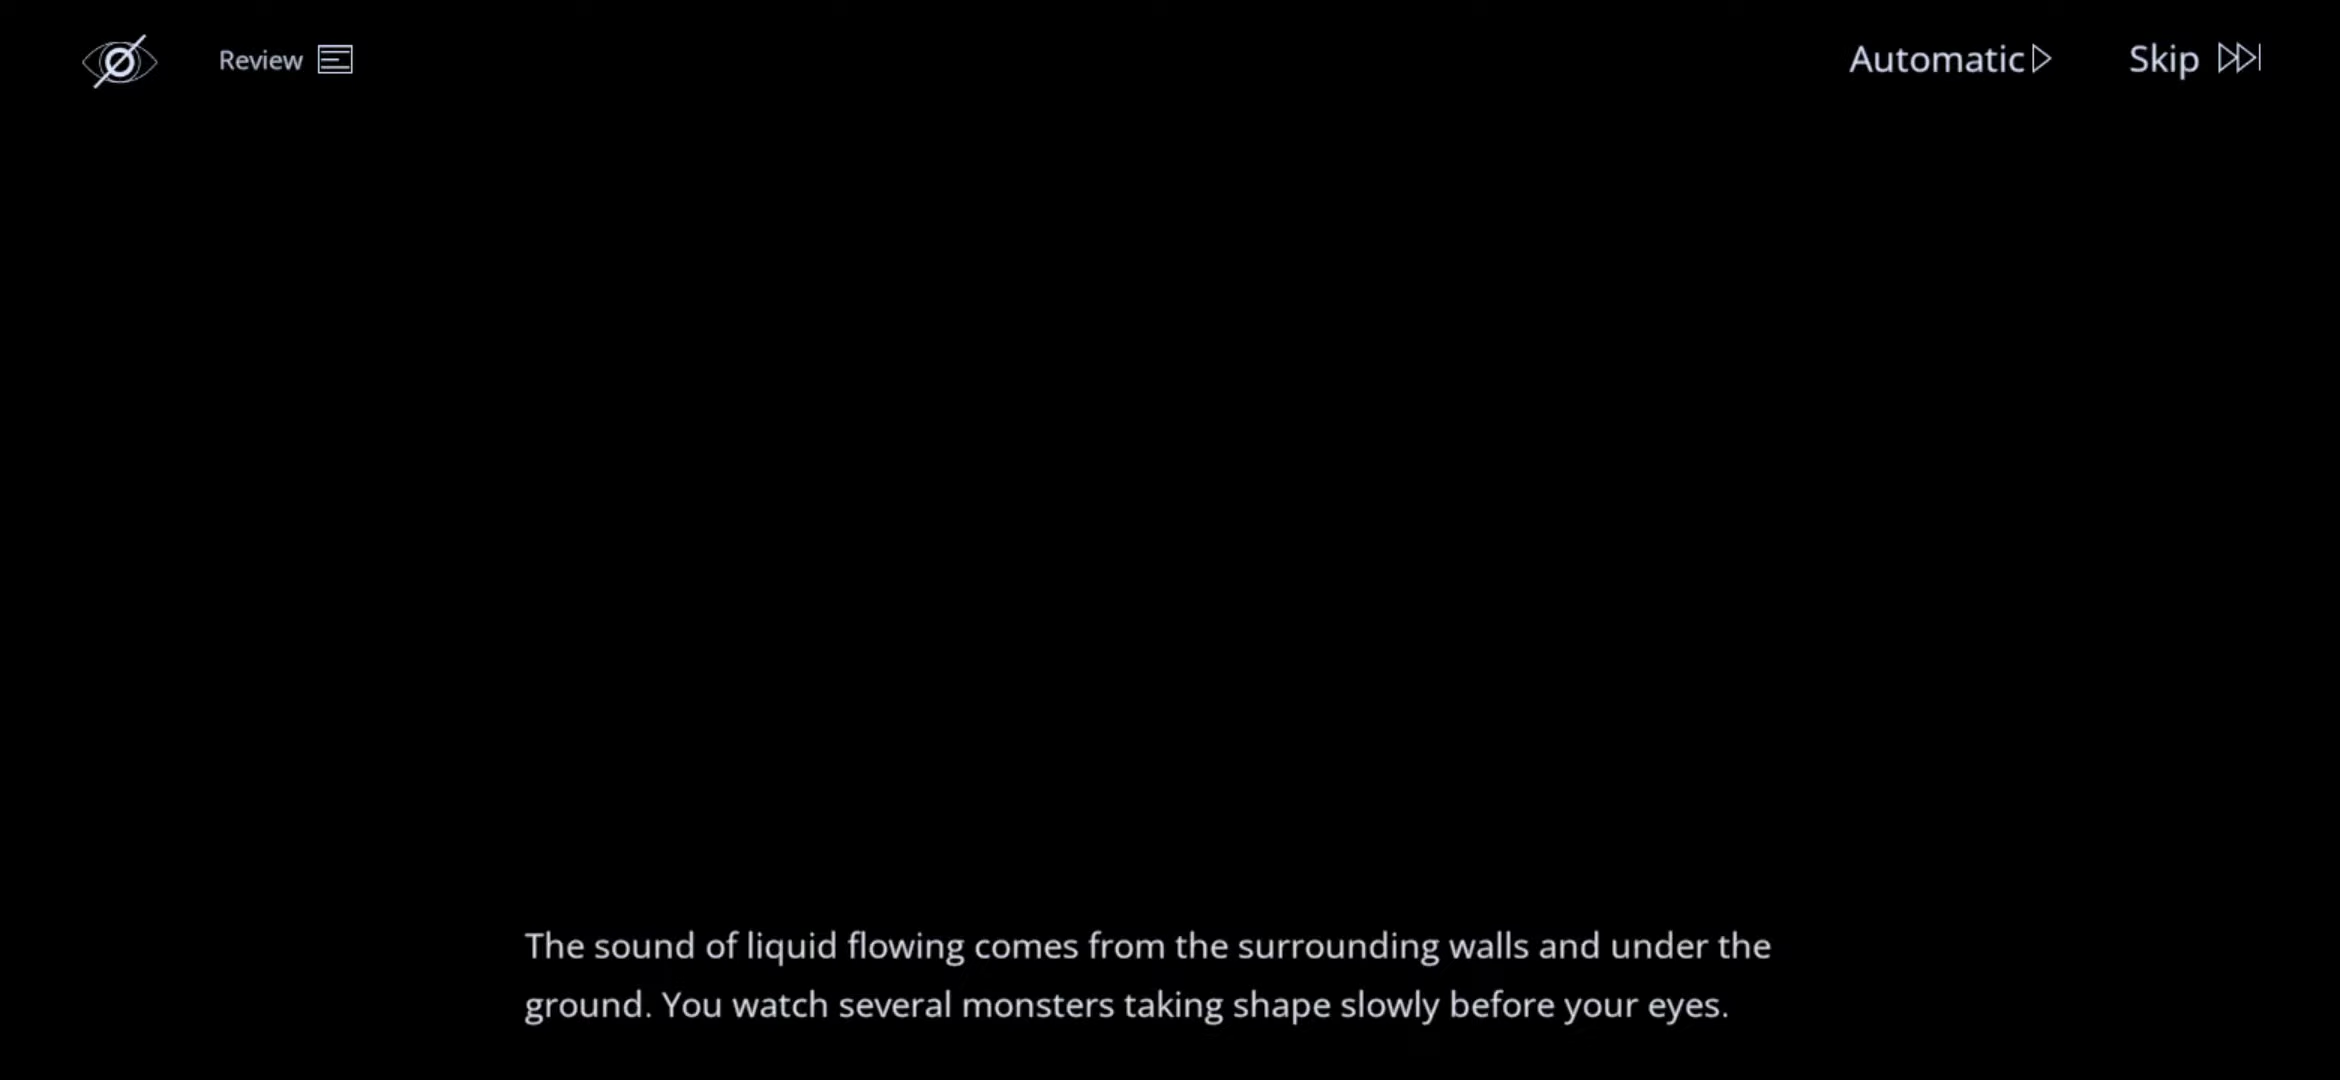 Review
Automatic
Skip
The sound of liquid flowing comes from the surrounding walls and under the
ground. You watch several monsters taking shape slowly before your eyes.